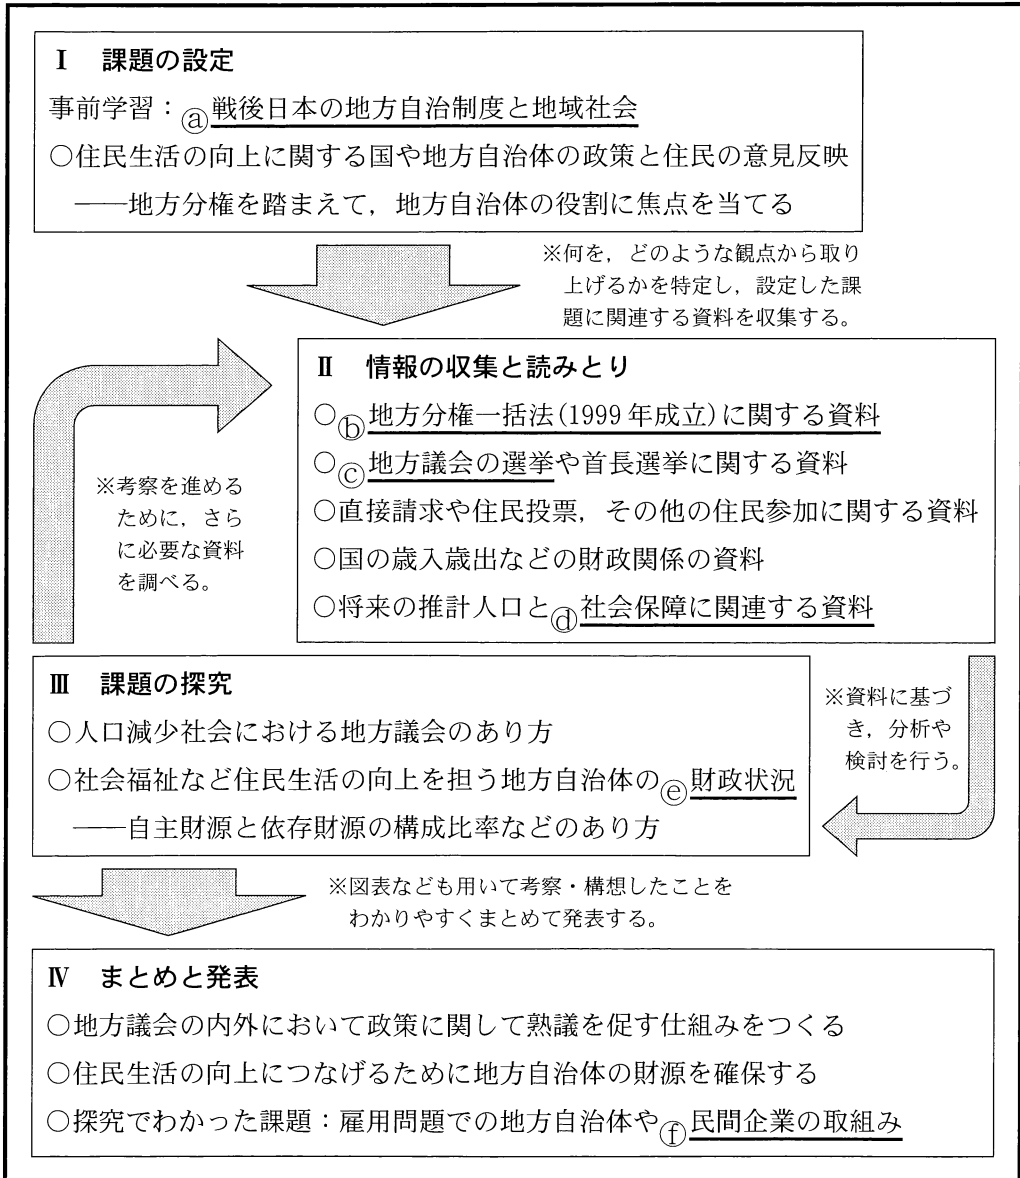 Ⅰ 課題の設定
事前学習：ⓐ戦後日本の地方自治制度と地域社会
○住民生活の向上に関する国や地方自治体の政策と住民の意見反映
――地方分権を踏まえて，地方自治体の役割に焦点を当てる
※何を，どのような観点から取り
上げるかを特定し，設定した課
題に関連する資料を収集する。
Ⅱ 情報の収集と読みとり
○ⓑ地方分権一括法(1999年成立)に関する資料
○ⓒ地方議会の選挙や首長選挙に関する資料
○直接請求や住民投票，その他の住民参加に関する資料
○国の歳入歳出などの財政関係の資料
○将来の推計人口とⓓ社会保障に関連する資料
※考察を進める
ために，さら
に必要な資料
を調べる。
Ⅲ 課題の探究
○人口減少社会における地方議会のあり方
○社会福祉など住民生活の向上を担う地方自治体のⓔ財政状況
――自主財源と依存財源の構成比率などのあり方
※資料に基づ
き，分析や
検討を行う。
※図表なども用いて考察・構想したことを
わかりやすくまとめて発表する。
Ⅳ まとめと発表
○地方議会の内外において政策に関して熟議を促す仕組みをつくる
○住民生活の向上につなげるために地方自治体の財源を確保する
○探究でわかった課題：雇用問題での地方自治体やⓕ民間企業の取組み